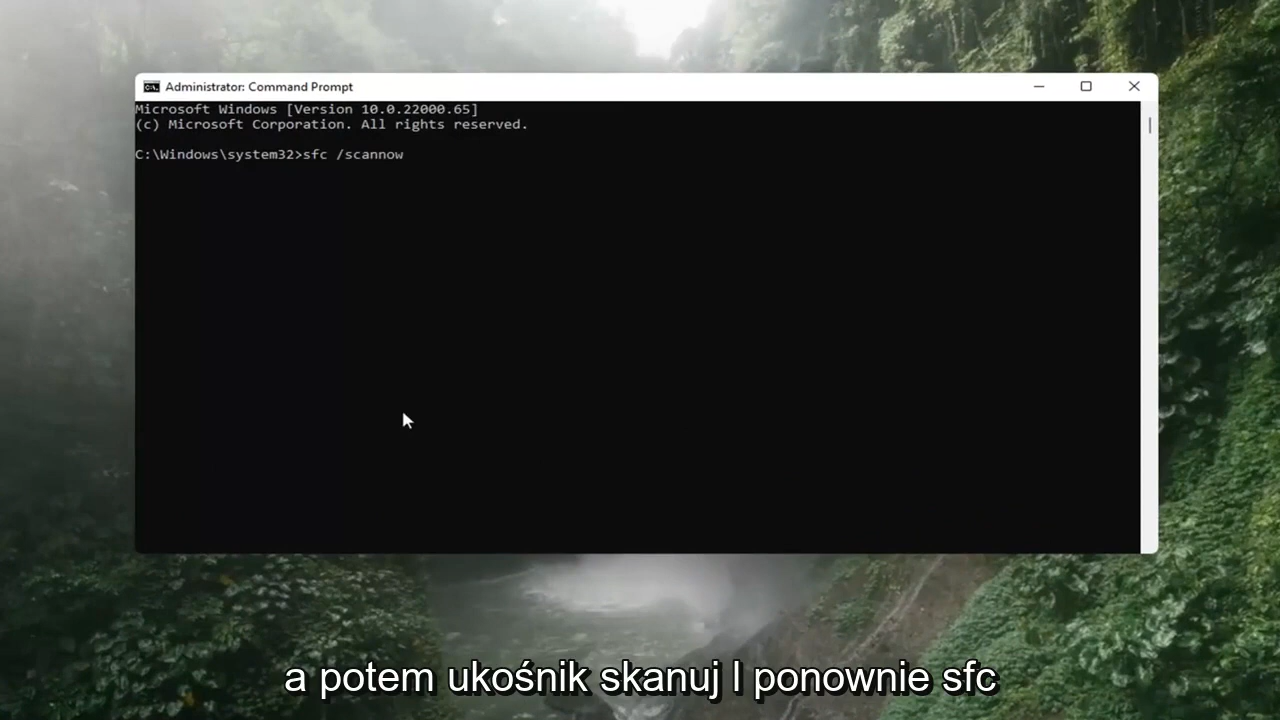 Administrator: Command Prompt
Microsoft Windows [Version 10.0.22000.65]
(c) Microsoft Corporation. All rights reserved.
C:\Windows\system32>sfc /scannow
a potem ukośnik skanuj l ponownie sfc